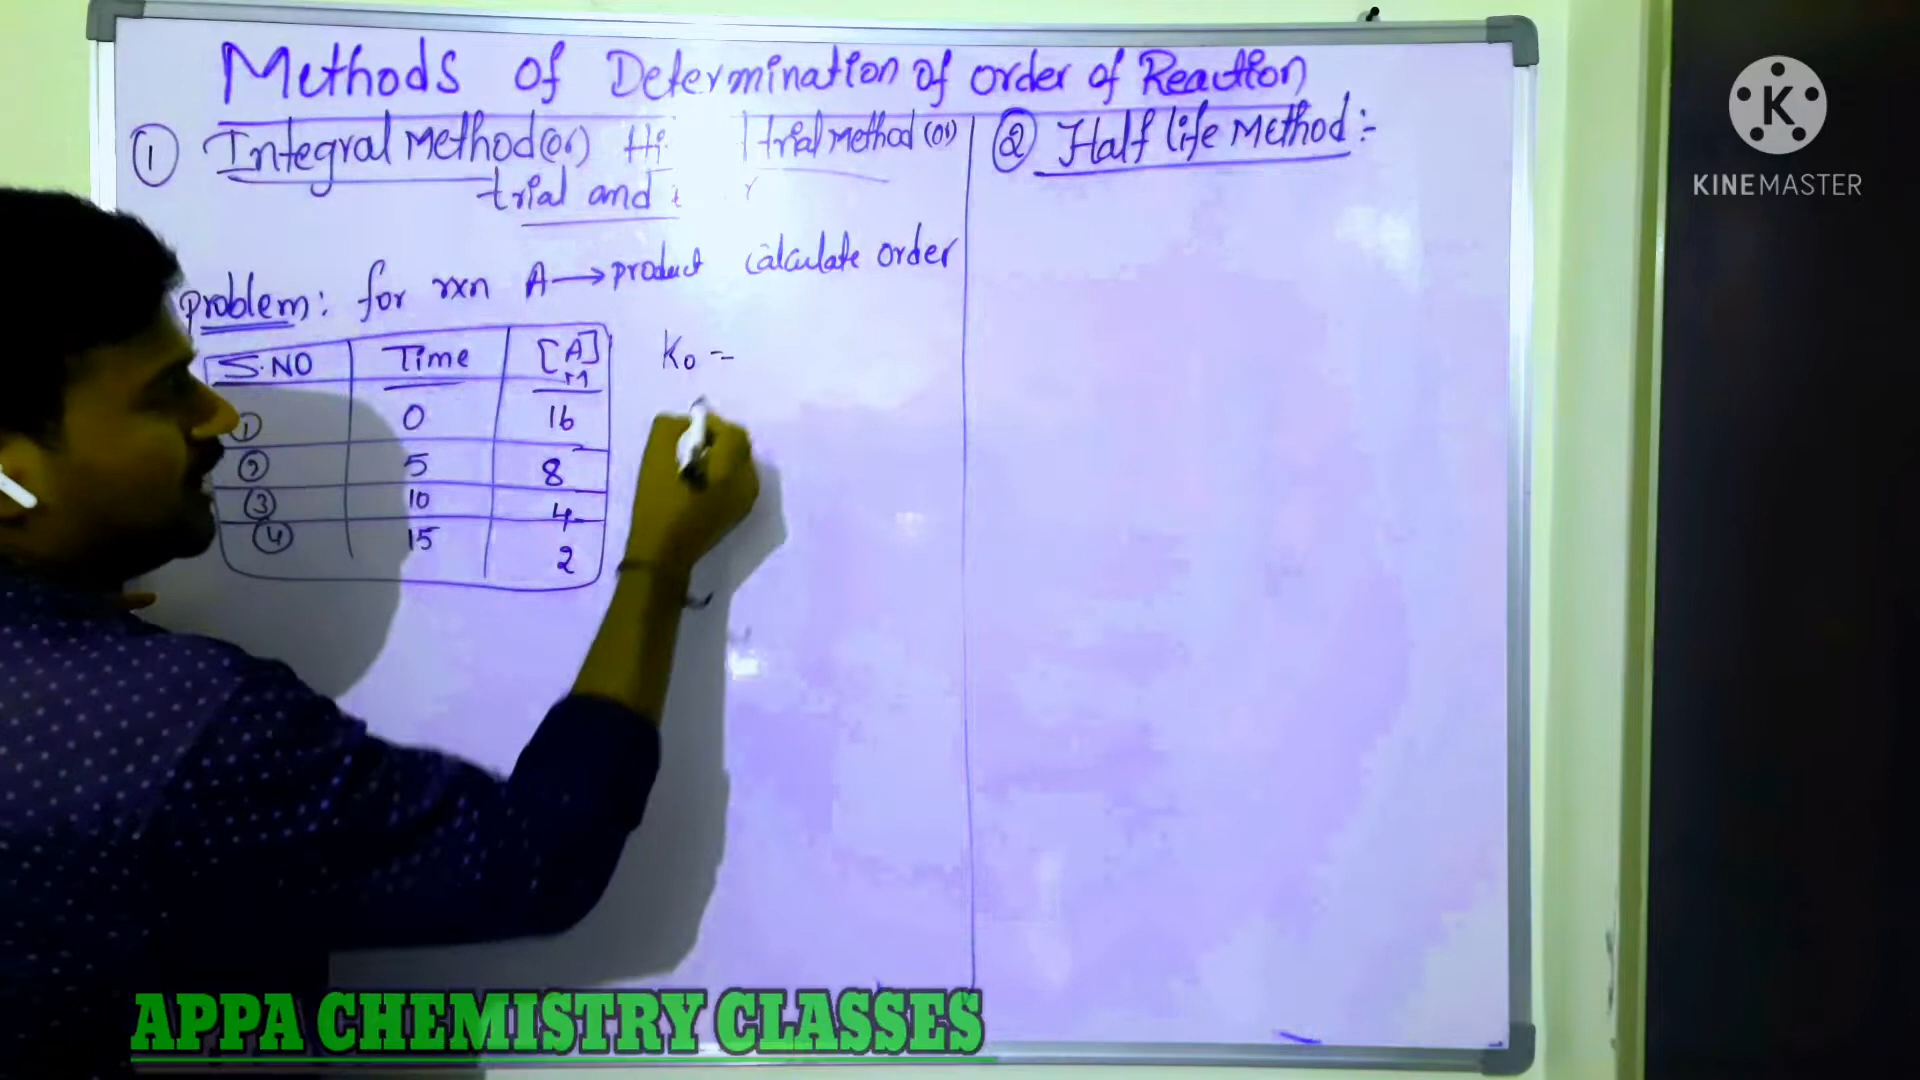 Methods of Determination of order of Reaction
① Integral Method (or) Hi trial Method (or)
trial and
problem: for rxn A → product calculate order
S.NO Time [A] M
① 0 16
② 5 8
③ 10 4
④ 15 2
K₀ =
② Half life Method :-
K
KINEMASTER
APPA CHEMISTRY CLASSES